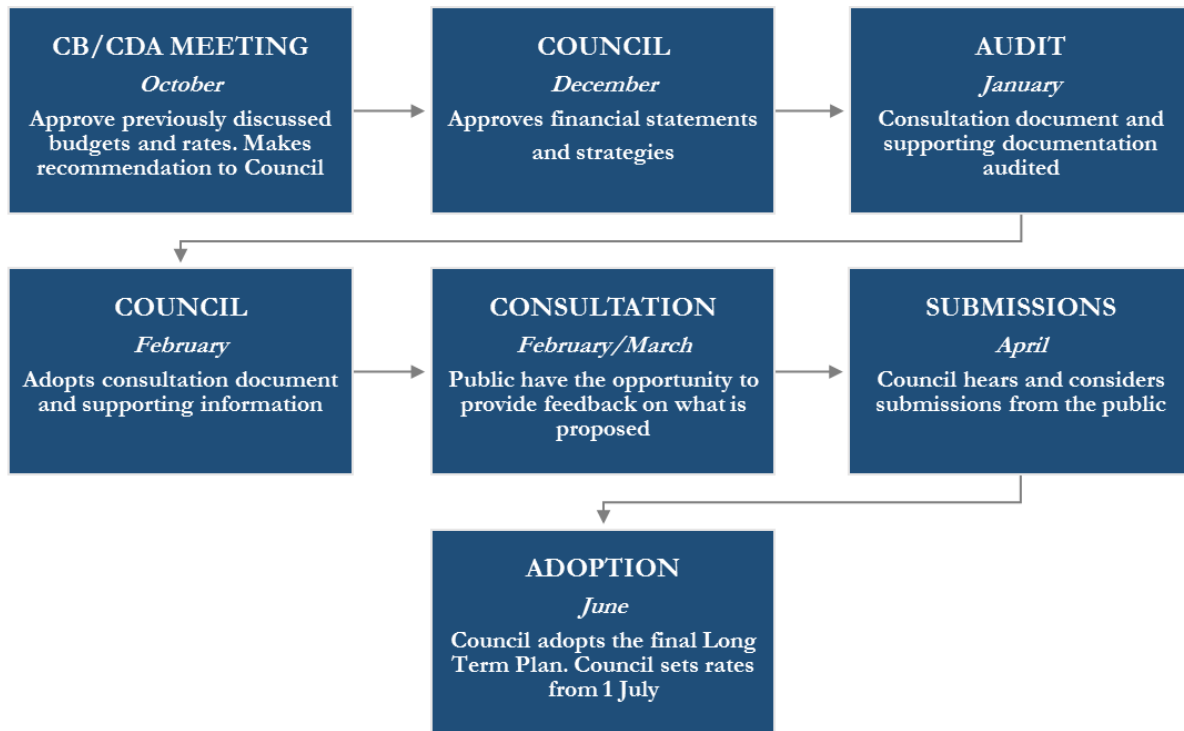 CB/CDA MEETING
October
Approve previously discussed
budgets and rates. Makes
recommendation to Council
COUNCIL
December
Approves financial statements
and strategies
AUDIT
January
Consultation document and
supporting documentation
audited
COUNCIL
February
Adopts consultation document
and supporting information
CONSULTATION
February/March
Public have the opportunity to
provide feedback on what is
proposed
SUBMISSIONS
April
Council hears and considers
submissions from the public
ADOPTION
June
Council adopts the final Long
Term Plan. Council sets rates
from 1 July